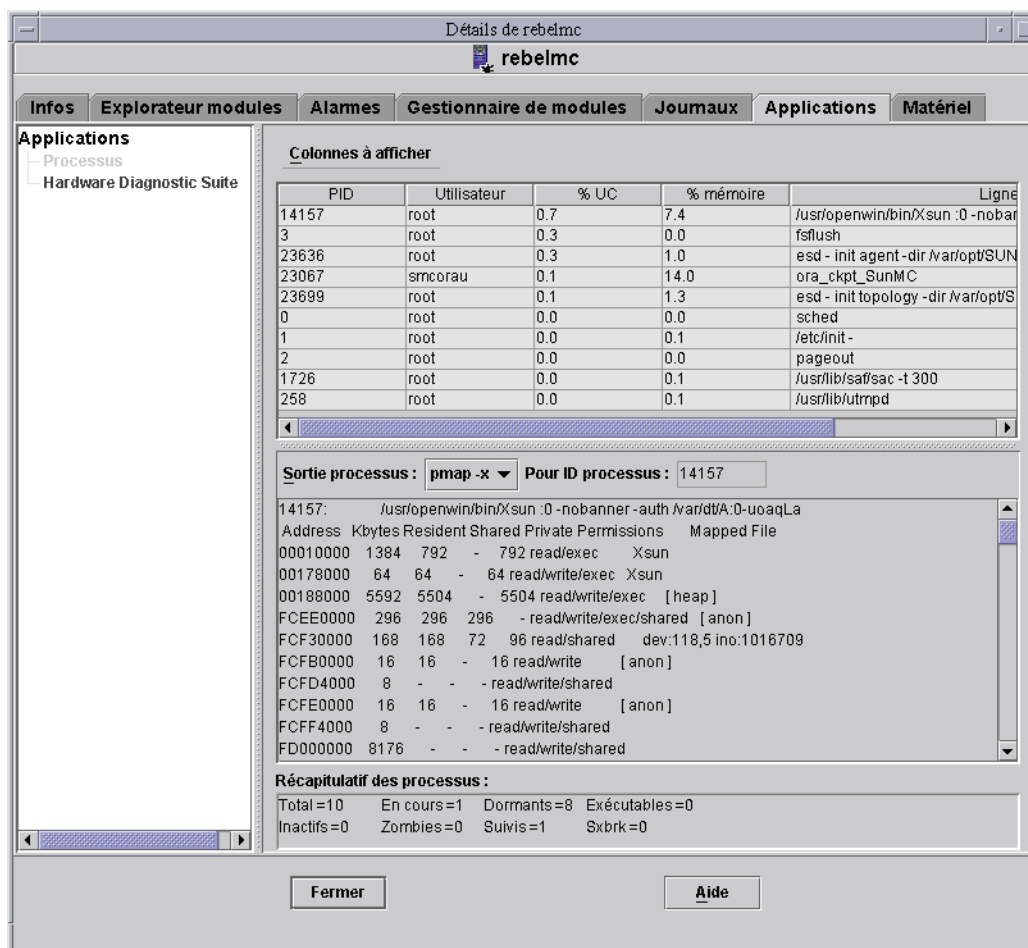 Détails de rebelmc
rebelmc
Infos Explorateur modules Alarmes Gestionnaire de modules Journaux Applications Matériel
Applications
Processus
Hardware Diagnostic Suite
Colonnes à afficher
PID Utilisateur % UC % mémoire Ligne
14157 root 0.7 7.4 /usr/openwin/bin/Xsun :0 -nobar
3 root 0.3 0.0 fsflush
23636 root 0.3 1.0 esd - init agent -dir /var/opt/SUN
23067 smcorau 0.1 14.0 ora_ckpt_SunMC
23699 root 0.1 1.3 esd - init topology -dir /var/opt/S
0 root 0.0 0.0 sched
1 root 0.0 0.1 /etc/init -
2 root 0.0 0.0 pageout
1726 root 0.0 0.1 /usr/lib/saf/sac -t 300
258 root 0.0 0.1 /usr/lib/utmpd
Sortie processus : pmap -x Pour ID processus : 14157
14157: /usr/openwin/bin/Xsun :0 -nobanner -auth /var/dt/A:0-uoaqLa
Address Kbytes Resident Shared Private Permissions Mapped File
00010000 1384 792 - 792 read/exec Xsun
00178000 64 64 - 64 read/write/exec Xsun
00188000 5592 5504 - 5504 read/write/exec [ heap ]
FCEE0000 296 296 296 - read/write/exec/shared [ anon ]
FCF30000 168 168 72 96 read/shared dev:118,5 ino:1016709
FCFB0000 16 16 - 16 read/write [ anon ]
FCFD4000 8 - - - read/write/shared
FCFE0000 16 16 - 16 read/write [ anon ]
FCFF4000 8 - - - read/write/shared
FD000000 8176 - - - read/write/shared
Récapitulatif des processus :
Total=10 En cours=1 Dormants=8 Exécutables=0
Inactifs=0 Zombies=0 Suivis=1 Sxbrk=0
Fermer Aide